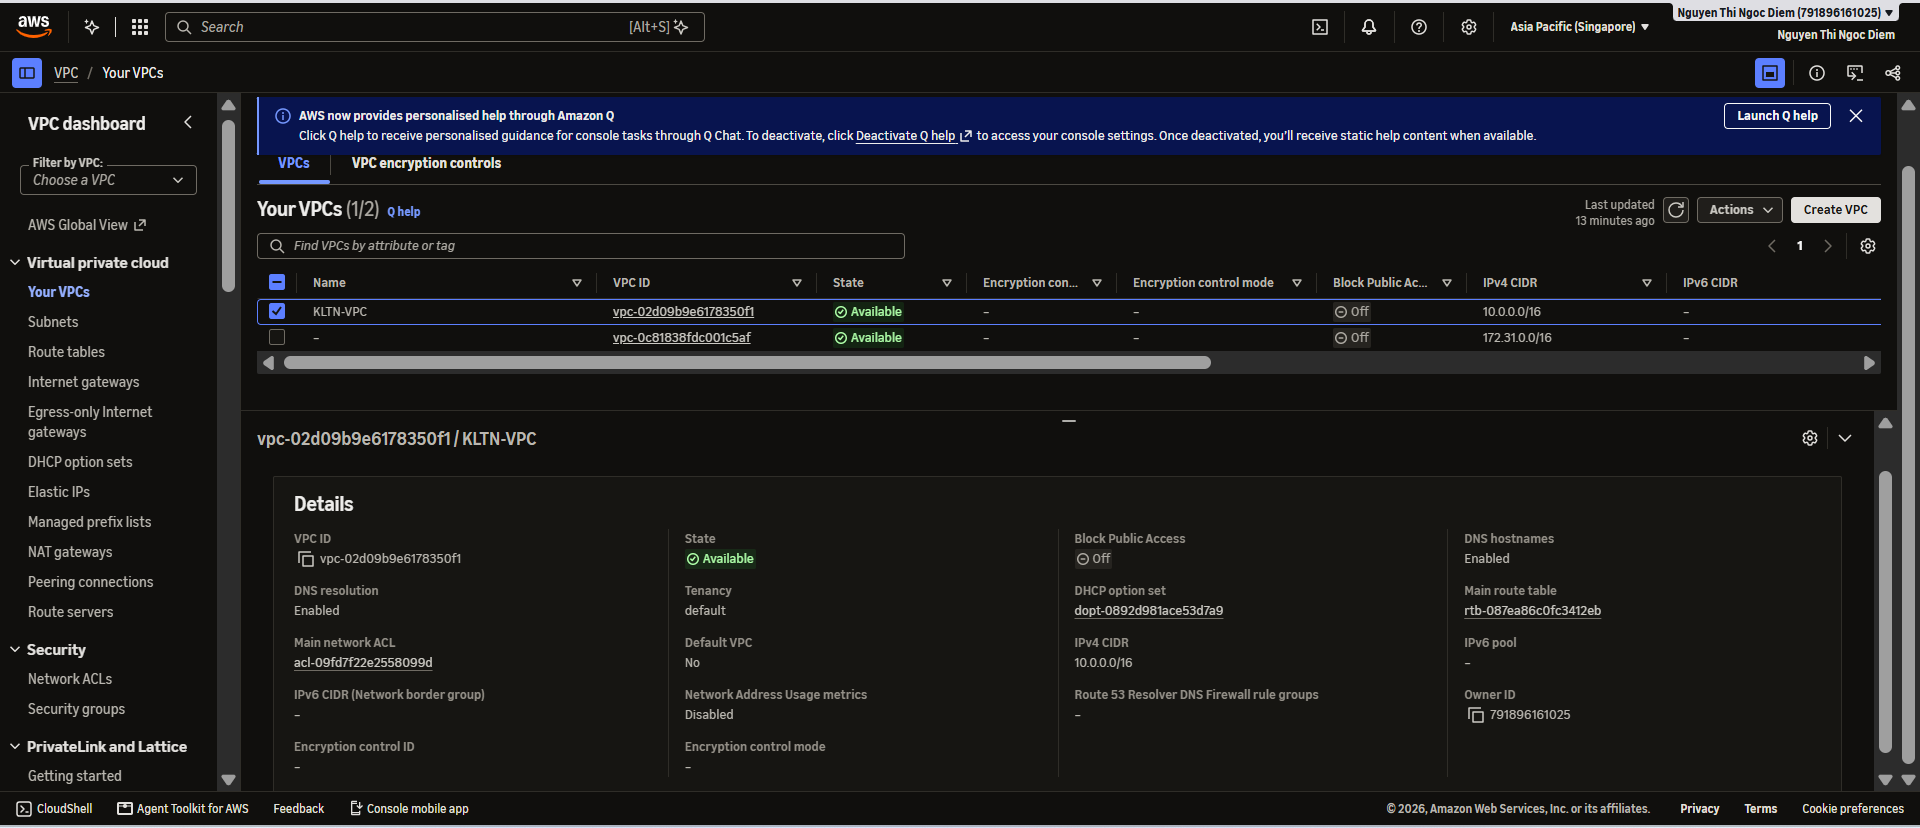 aws
Search
[Alt+S]
Asia Pacific (Singapore)
Nguyen Thi Ngoc Diem (791896161025)
Nguyen Thi Ngoc Diem
VPC / Your VPCs
VPC dashboard
Filter by VPC:
Choose a VPC
AWS Global View
Virtual private cloud
Your VPCs
Subnets
Route tables
Internet gateways
Egress-only Internet
gateways
DHCP option sets
Elastic IPs
Managed prefix lists
NAT gateways
Peering connections
Route servers
Security
Network ACLs
Security groups
PrivateLink and Lattice
Getting started
AWS now provides personalised help through Amazon Q
Click Q help to receive personalised guidance for console tasks through Q Chat. To deactivate, click Deactivate Q help to access your console settings. Once deactivated, you'll receive static help content when available.
Launch Q help
VPCs
VPC encryption controls
Your VPCs (1/2) Q help
Last updated
13 minutes ago
Actions
Create VPC
Find VPCs by attribute or tag
1
Name VPC ID State Encryption con... Encryption control mode Block Public Ac... IPv4 CIDR IPv6 CIDR
KLTN-VPC vpc-02d09b9e6178350f1 Available – – Off 10.0.0.0/16 –
– vpc-0c81838fdc001c5af Available – – Off 172.31.0.0/16 –
vpc-02d09b9e6178350f1 / KLTN-VPC
Details
VPC ID
vpc-02d09b9e6178350f1
State
Available
Block Public Access
Off
DNS hostnames
Enabled
DNS resolution
Enabled
Tenancy
default
DHCP option set
dopt-0892d981ace53d7a9
Main route table
rtb-087ea86c0fc3412eb
Main network ACL
acl-09fd7f22e2558099d
Default VPC
No
IPv4 CIDR
10.0.0.0/16
IPv6 pool
–
IPv6 CIDR (Network border group)
–
Network Address Usage metrics
Disabled
Route 53 Resolver DNS Firewall rule groups
–
Owner ID
791896161025
Encryption control ID
–
Encryption control mode
–
CloudShell
Agent Toolkit for AWS
Feedback
Console mobile app
© 2026, Amazon Web Services, Inc. or its affiliates.
Privacy
Terms
Cookie preferences